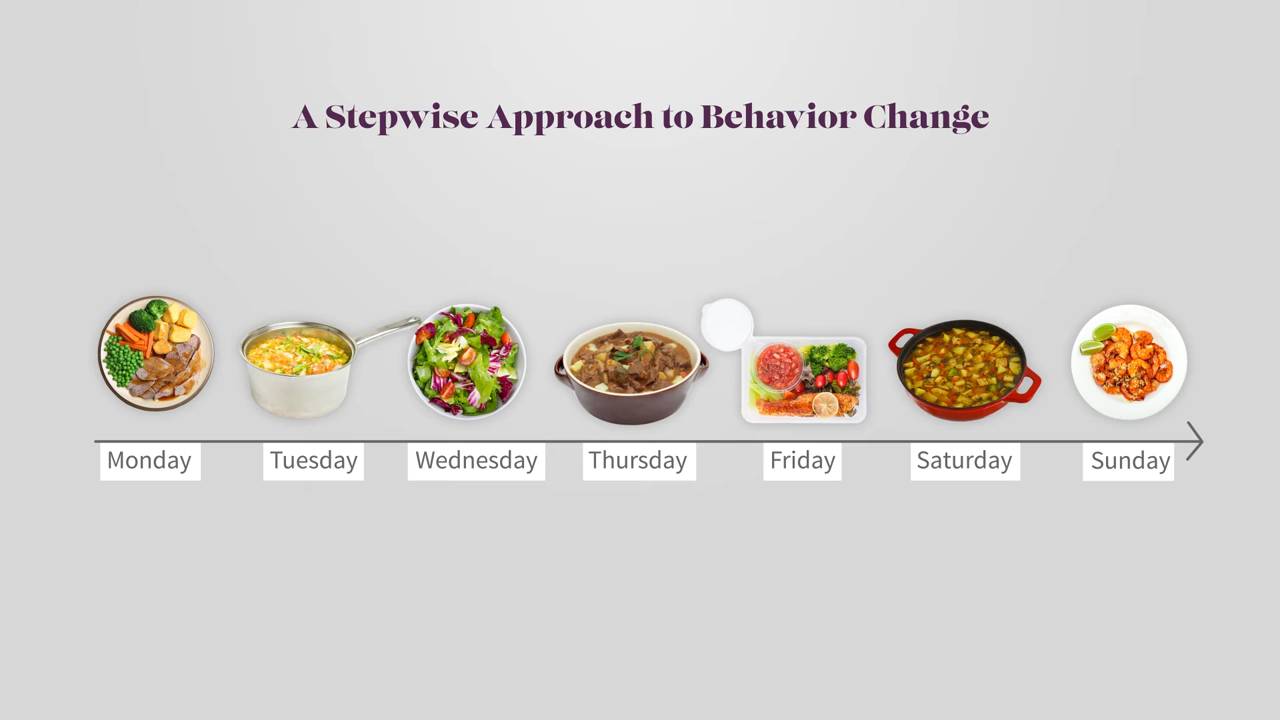 A Stepwise Approach to Behavior Change
Monday
Tuesday
Wednesday
Thursday
Friday
Saturday
Sunday